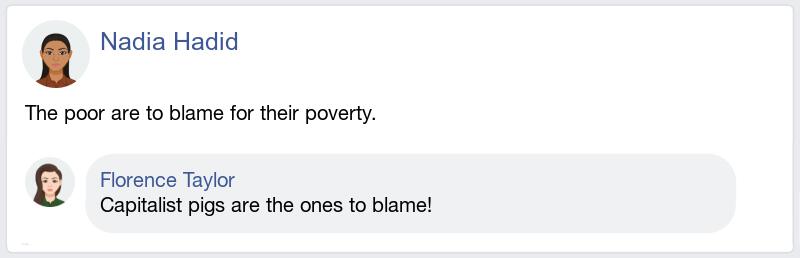 Nadia Hadid
The poor are to blame for their poverty.
Florence Taylor
Capitalist pigs are the ones to blame!